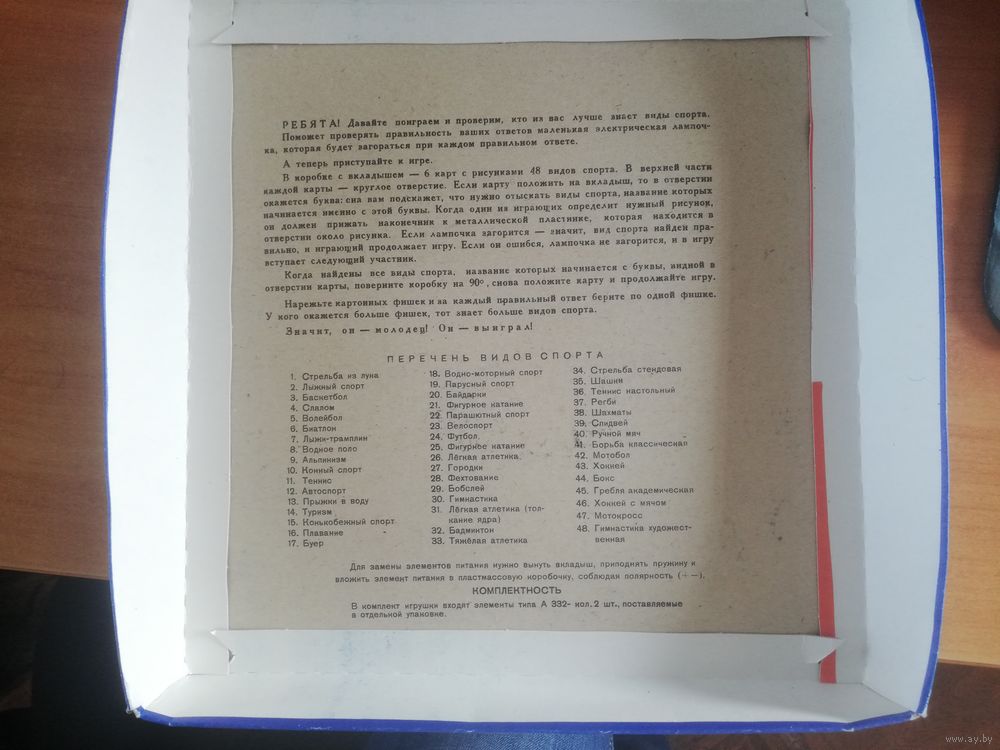 РЕБЯТА! Давайте поиграем и проверим, кто из вас лучше знает виды спорта.
Поможет проверять правильность ваших ответов маленькая электрическая лампоч-
ка, которая будет загораться при каждом правильном ответе.
А теперь приступайте к игре.
В коробке с вкладышем — 6 карт с рисунками 48 видов спорта. В верхней части
каждой карты — круглое отверстие. Если карту положить на вкладыш, то в отверстии
окажется буква: она вам подскажет, что нужно отыскать виды спорта, название которых
начинается именно с этой буквы. Когда один из играющих определит нужный рисунок,
он должен прижать наконечник к металлической пластинке, которая находится в
отверстии около рисунка. Если лампочка загорится — значит, вид спорта найден пра-
вильно, и играющий продолжает игру. Если он ошибся, лампочка не загорится, и в игру
вступает следующий участник.
Когда найдены все виды спорта, название которых начинается с буквы, видной в
отверстии карты, поверните коробку на 90°, снова положите карту и продолжайте игру.
Нарежьте картонных фишек и за каждый правильный ответ берите по одной фишке.
У кого окажется больше фишек, тот знает больше видов спорта.
Значит, он — молодец! Он — выиграл!
ПЕРЕЧЕНЬ ВИДОВ СПОРТА
1. Стрельба из лука
2. Лыжный спорт
3. Баскетбол
4. Слалом
5. Волейбол
6. Биатлон
7. Лыжи-трамплин
8. Водное поло
9. Альпинизм
10. Конный спорт
11. Теннис
12. Автоспорт
13. Прыжки в воду
14. Туризм
15. Конькобежный спорт
16. Плавание
17. Буер
18. Водно-моторный спорт
19. Парусный спорт
20. Байдарки
21. Фигурное катание
22. Парашютный спорт
23. Велоспорт
24. Футбол
25. Фигурное катание
26. Лёгкая атлетика
27. Городки
28. Фехтование
29. Бобслей
30. Гимнастика
31. Лёгкая атлетика (тол-
кание ядра)
32. Бадминтон
33. Тяжёлая атлетика
34. Стрельба стендовая
35. Шашки
36. Теннис настольный
37. Регби
38. Шахматы
39. Спидвей
40. Ручной мяч
41. Борьба классическая
42. Мотобол
43. Хоккей
44. Бокс
45. Гребля академическая
46. Хоккей с мячом
47. Мотокросс
48. Гимнастика художест-
венная
Для замены элементов питания нужно вынуть вкладыш, приподнять пружину и
вложить элемент питания в пластмассовую коробочку, соблюдая полярность (+ —).
КОМПЛЕКТНОСТЬ
В комплект игрушки входят элементы типа А 332- кол. 2 шт., поставляемые
в отдельной упаковке.
www.ay.by